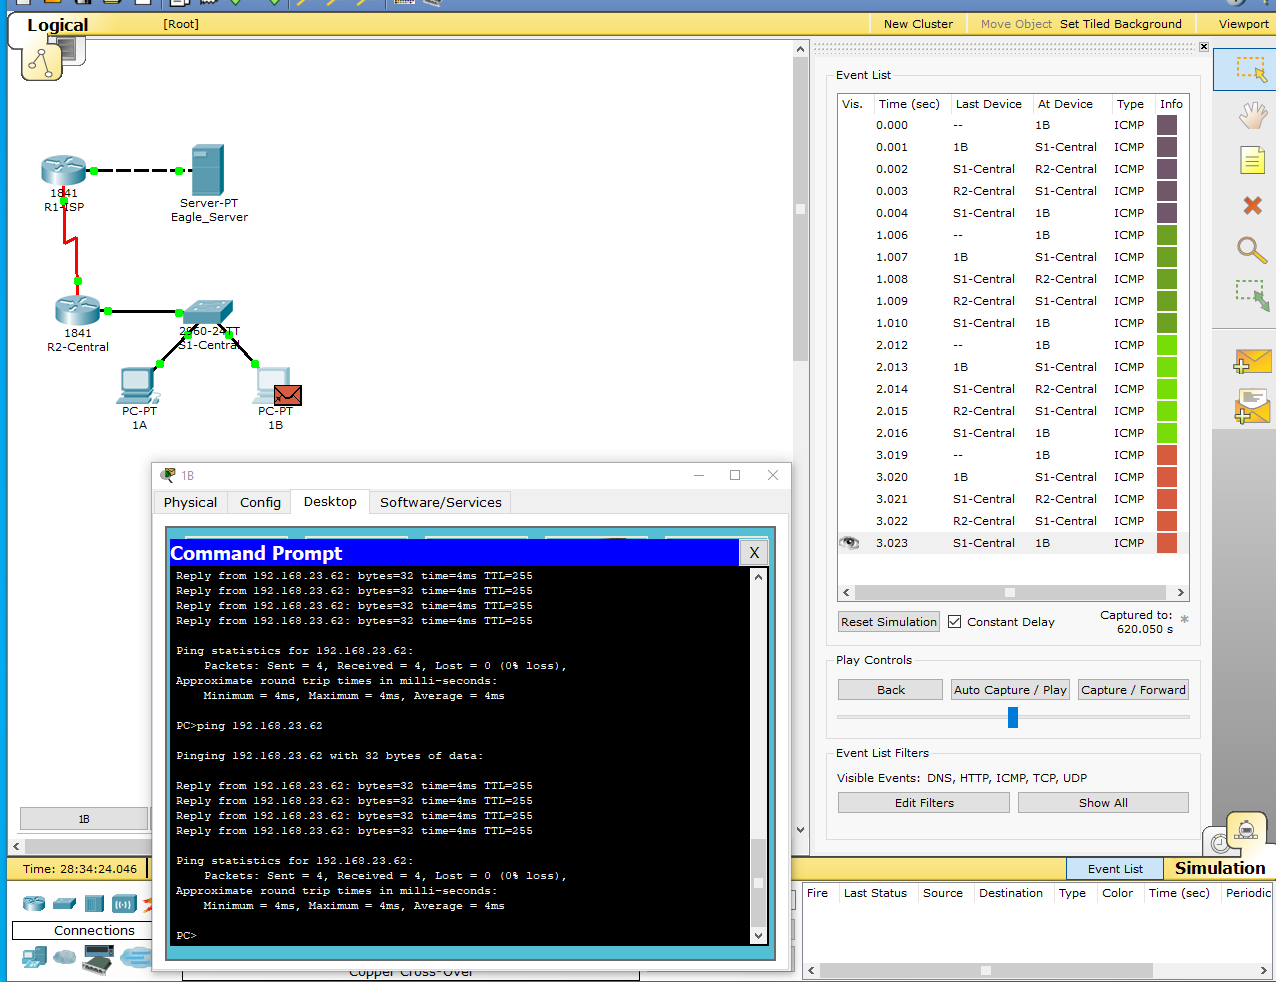 Logical
[Root]
New Cluster
Move Object
Set Tiled Background
Viewport
1841
R1-ISP
Server-PT
Eagle_Server
1841
R2-Central
2960-24TT
S1-Central
PC-PT
1A
PC-PT
1B
Event List
Vis. Time (sec) Last Device At Device Type Info
0.000 -- 1B ICMP
0.001 1B S1-Central ICMP
0.002 S1-Central R2-Central ICMP
0.003 R2-Central S1-Central ICMP
0.004 S1-Central 1B ICMP
1.006 -- 1B ICMP
1.007 1B S1-Central ICMP
1.008 S1-Central R2-Central ICMP
1.009 R2-Central S1-Central ICMP
1.010 S1-Central 1B ICMP
2.012 -- 1B ICMP
2.013 1B S1-Central ICMP
2.014 S1-Central R2-Central ICMP
2.015 R2-Central S1-Central ICMP
2.016 S1-Central 1B ICMP
3.019 -- 1B ICMP
3.020 1B S1-Central ICMP
3.021 S1-Central R2-Central ICMP
3.022 R2-Central S1-Central ICMP
3.023 S1-Central 1B ICMP
Reset Simulation
Constant Delay
Captured to:
620.050 s
*
Play Controls
Back
Auto Capture / Play
Capture / Forward
Event List Filters
Visible Events: DNS, HTTP, ICMP, TCP, UDP
Edit Filters
Show All
1B
Physical
Config
Desktop
Software/Services
Command Prompt
X
Reply from 192.168.23.62: bytes=32 time=4ms TTL=255
Reply from 192.168.23.62: bytes=32 time=4ms TTL=255
Reply from 192.168.23.62: bytes=32 time=4ms TTL=255
Reply from 192.168.23.62: bytes=32 time=4ms TTL=255
Ping statistics for 192.168.23.62:
Packets: Sent = 4, Received = 4, Lost = 0 (0% loss),
Approximate round trip times in milli-seconds:
Minimum = 4ms, Maximum = 4ms, Average = 4ms
PC>ping 192.168.23.62
Pinging 192.168.23.62 with 32 bytes of data:
Reply from 192.168.23.62: bytes=32 time=4ms TTL=255
Reply from 192.168.23.62: bytes=32 time=4ms TTL=255
Reply from 192.168.23.62: bytes=32 time=4ms TTL=255
Reply from 192.168.23.62: bytes=32 time=4ms TTL=255
Ping statistics for 192.168.23.62:
Packets: Sent = 4, Received = 4, Lost = 0 (0% loss),
Approximate round trip times in milli-seconds:
Minimum = 4ms, Maximum = 4ms, Average = 4ms
PC>
1B
Time: 28:34:24.046
Event List
Simulation
Connections
Copper Cross-Over
Fire Last Status Source Destination Type Color Time (sec) Periodic